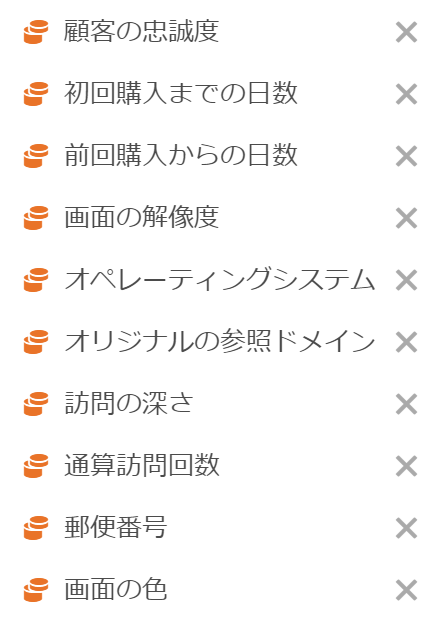 顧客の忠誠度
初回購入までの日数
前回購入からの日数
画面の解像度
オペレーティングシステム
オリジナルの参照ドメイン
訪問の深さ
通算訪問回数
郵便番号
画面の色